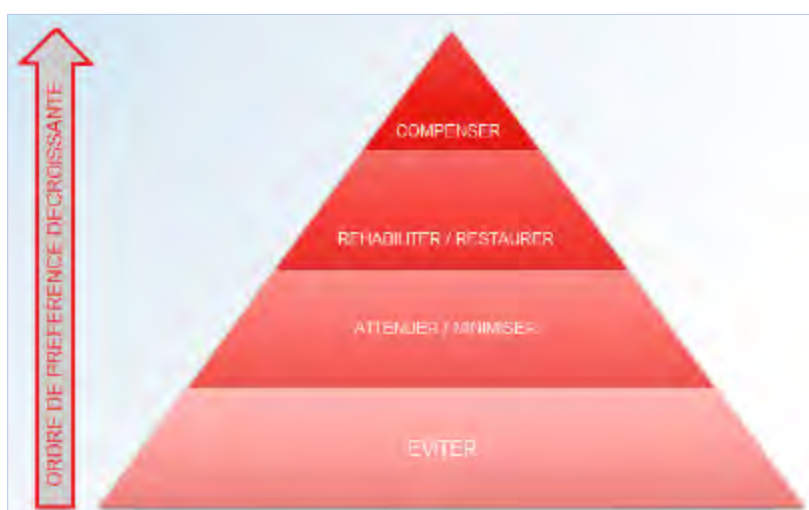 ORDRE DE PREFERENCE DECROISSANTE
COMPENSER
REHABILITER / RESTAURER
ATTENUER / MINIMISER
EVITER